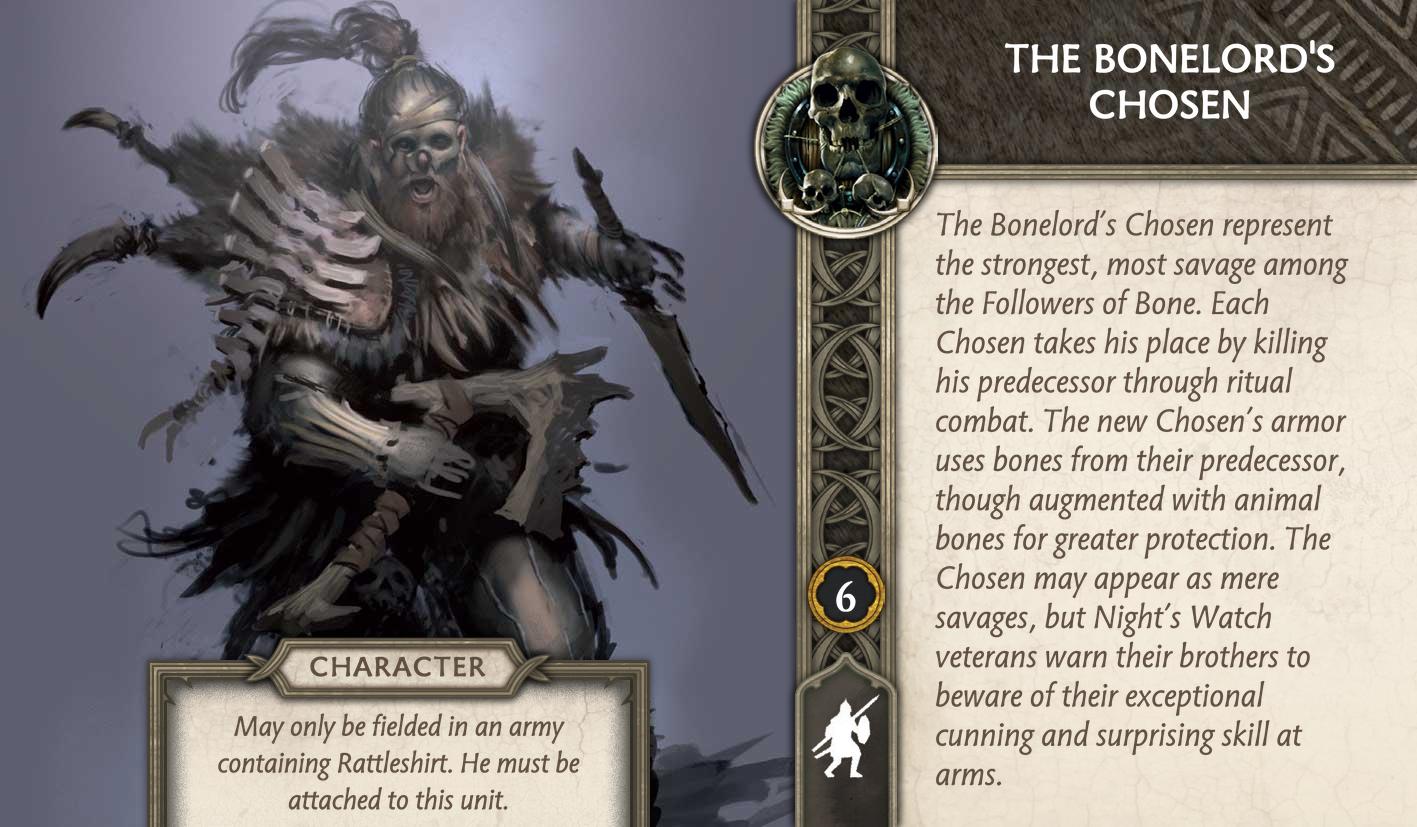 THE BONELORD'S
CHOSEN
The Bonelord's Chosen represent
the strongest, most savage among
the Followers of Bone. Each
Chosen takes his place by killing
his predecessor through ritual
combat. The new Chosen's armor
uses bones from their predecessor,
though augmented with animal
bones for greater protection. The
Chosen may appear as mere
savages, but Night's Watch
veterans warn their brothers to
beware of their exceptional
cunning and surprising skill at
arms.
6
CHARACTER
May only be fielded in an army
containing Rattleshirt. He must be
attached to this unit.